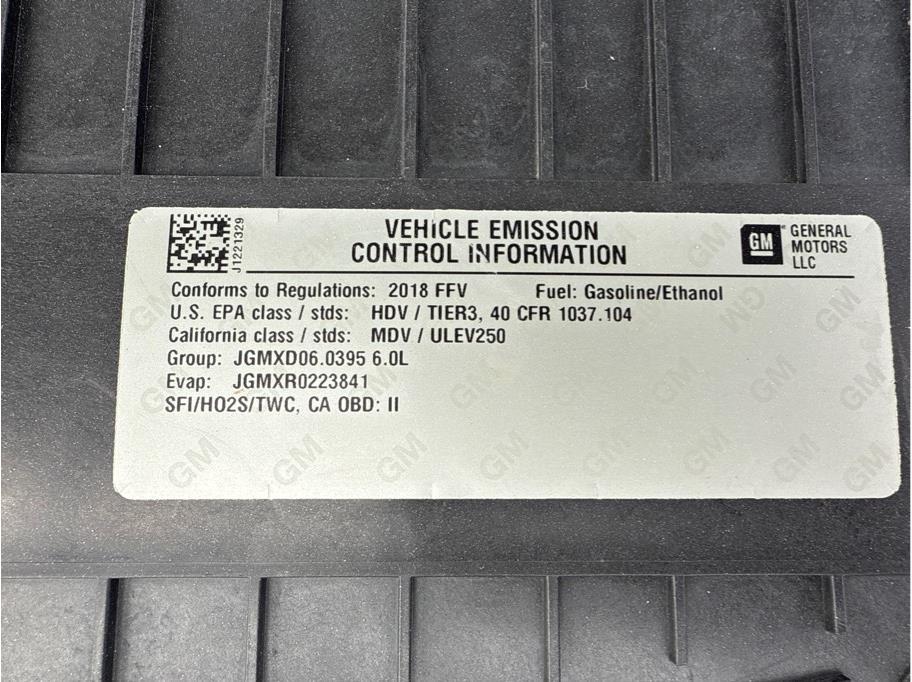 VEHICLE EMISSION
CONTROL INFORMATION
J1221329
GM
GENERAL
MOTORS
LLC
Conforms to Regulations: 2018 FFV Fuel: Gasoline/Ethanol
U.S. EPA class / stds: HDV / TIER3, 40 CFR 1037.104
California class / stds: MDV / ULEV250
Group: JGMXD06.0395 6.0L
Evap: JGMXR0223841
SFI/HO2S/TWC, CA OBD: II